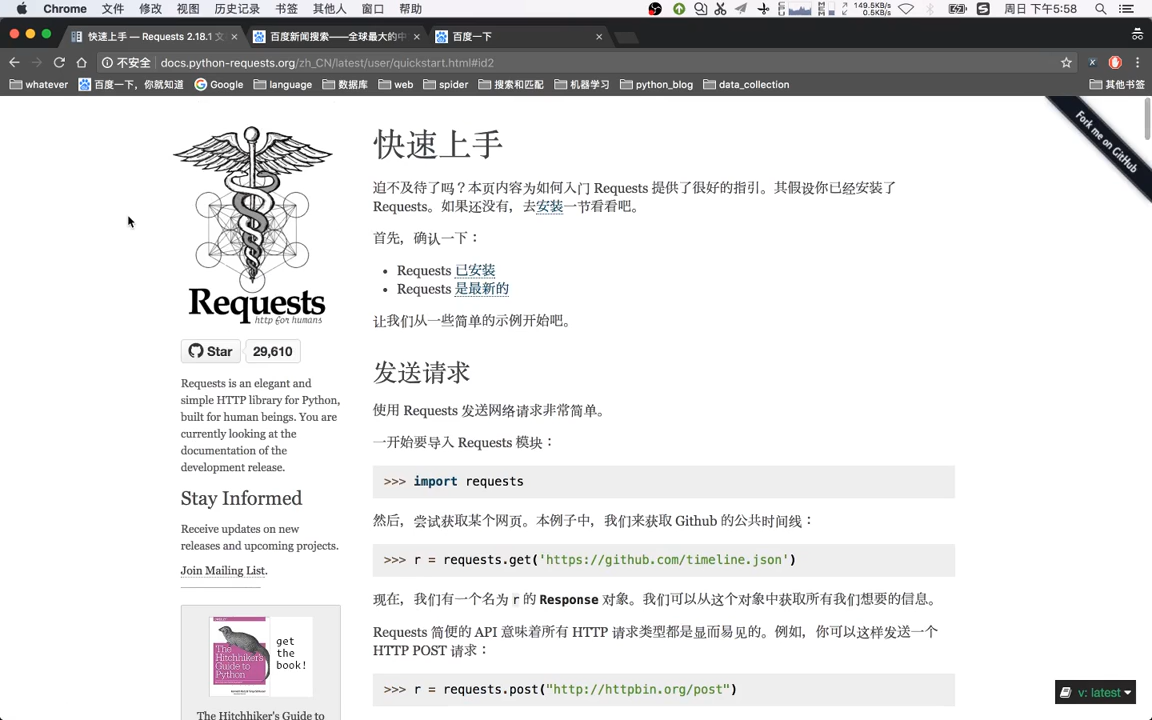 Chrome 文件 修改 视图 历史记录 书签 其他人 窗口 帮助 149.5KB/s 0.5KB/s 周日 下午5:58
快速上手 — Requests 2.18.1 文 × 百度新闻搜索——全球最大的中 × 百度一下 ×
不安全 docs.python-requests.org/zh_CN/latest/user/quickstart.html#id2
whatever 百度一下，你就知道 Google language 数据库 web spider 搜索和匹配 机器学习 python_blog data_collection 其他书签
Fork me on GitHub
Requests
http for humans
Star 29,610
Requests is an elegant and
simple HTTP library for Python,
built for human beings. You are
currently looking at the
documentation of the
development release.
Stay Informed
Receive updates on new
releases and upcoming projects.
Join Mailing List.
The Hitchhiker's Guide to Python
get
the
book!
The Hitchhiker's Guide to
快速上手
迫不及待了吗？本页内容为如何入门 Requests 提供了很好的指引。其假设你已经安装了
Requests。如果还没有，去安装一节看看吧。
首先，确认一下：
• Requests 已安装
• Requests 是最新的
让我们从一些简单的示例开始吧。
发送请求
使用 Requests 发送网络请求非常简单。
一开始要导入 Requests 模块：
>>> import requests
然后，尝试获取某个网页。本例子中，我们来获取 Github 的公共时间线：
>>> r = requests.get('https://github.com/timeline.json')
现在，我们有一个名为 r 的 Response 对象。我们可以从这个对象中获取所有我们想要的信息。
Requests 简便的 API 意味着所有 HTTP 请求类型都是显而易见的。例如，你可以这样发送一个
HTTP POST 请求：
>>> r = requests.post("http://httpbin.org/post")
v: latest